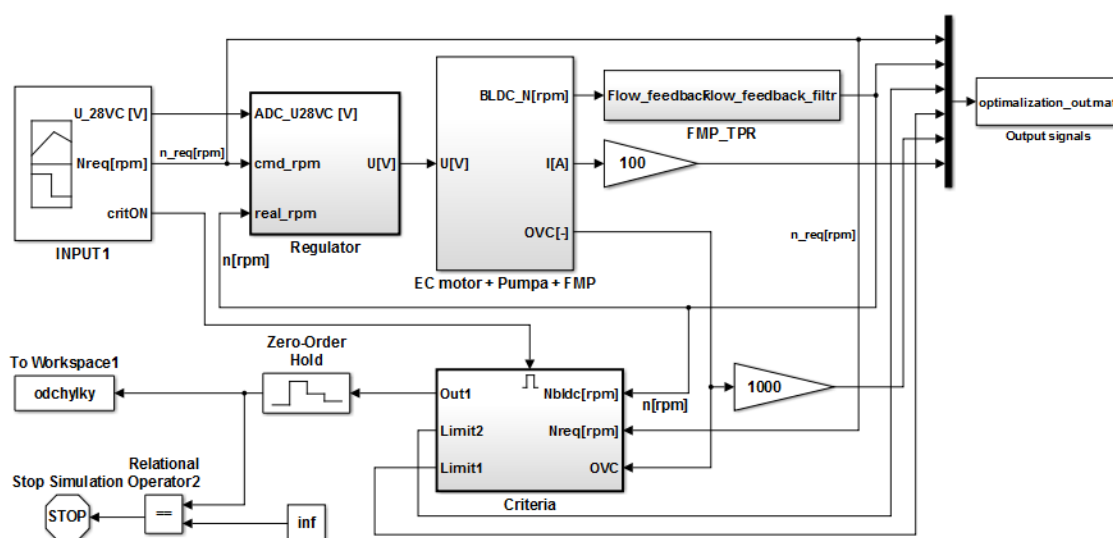 U_28VC [V]
Nreq[rpm]
critON
INPUT1
n_req[rpm]
ADC_U28VC [V]
cmd_rpm
real_rpm
U[V]
Regulator
n[rpm]
U[V]
BLDC_N[rpm]
I[A]
OVC[-]
EC motor + Pumpa + FMP
Flow_feedback
Flow_feedback_filtr
FMP_TPR
100
n_req[rpm]
optimalization_out.mat
Output signals
To Workspace1
odchylky
Zero-Order
Hold
Out1
Limit2
Limit1
Nbldc[rpm]
Nreq[rpm]
OVC
Criteria
n[rpm]
1000
Relational
Stop Simulation Operator2
STOP
==
inf